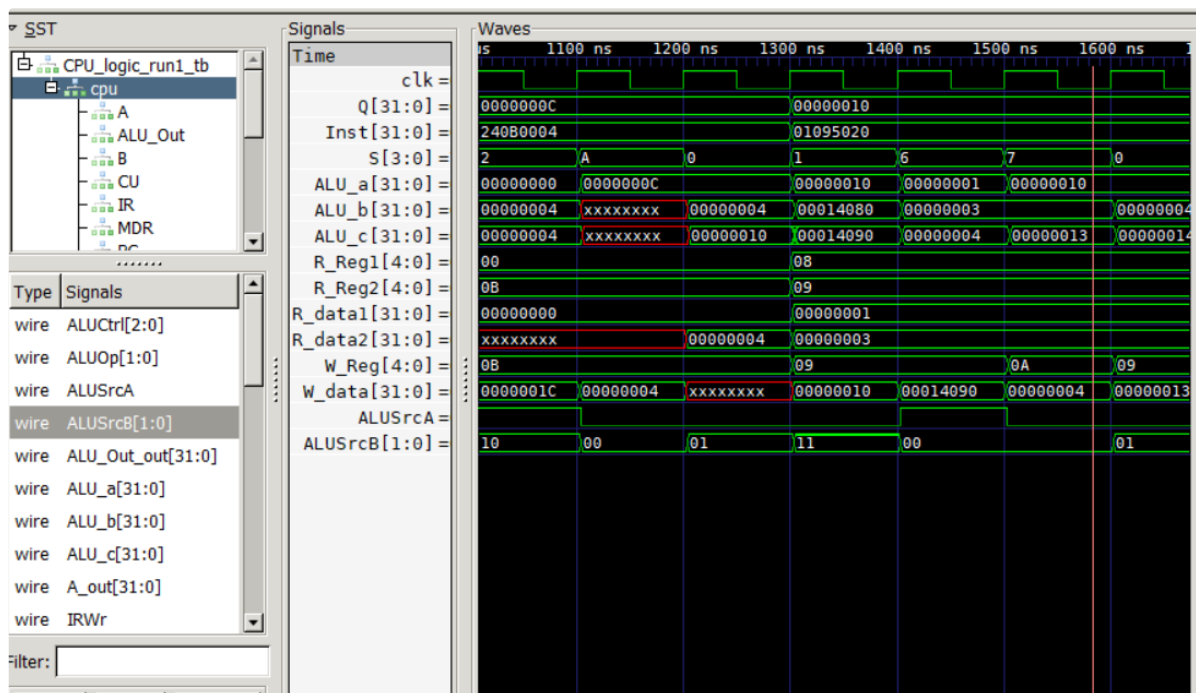 SST
CPU_logic_run1_tb
cpu
A
ALU_Out
B
CU
IR
MDR
Type Signals
wire ALUCtrl[2:0]
wire ALUOp[1:0]
wire ALUSrcA
wire ALUSrcB[1:0]
wire ALU_Out_out[31:0]
wire ALU_a[31:0]
wire ALU_b[31:0]
wire ALU_c[31:0]
wire A_out[31:0]
wire IRWr
Filter:
Signals
Time
clk =
Q[31:0] =
Inst[31:0] =
S[3:0] =
ALU_a[31:0] =
ALU_b[31:0] =
ALU_c[31:0] =
R_Reg1[4:0] =
R_Reg2[4:0] =
R_data1[31:0] =
R_data2[31:0] =
W_Reg[4:0] =
W_data[31:0] =
ALUSrcA =
ALUSrcB[1:0] =
Waves
us 1100 ns 1200 ns 1300 ns 1400 ns 1500 ns 1600 ns 1
0000000C 00000010
240B0004 01095020
2 A 0 1 6 7 0
00000000 0000000C 00000010 00000001 00000010
00000004 xxxxxxxx 00000004 00014080 00000003 00000004
00000004 xxxxxxxx 00000010 00014090 00000004 00000013 00000014
00 08
0B 09
00000000 00000001
xxxxxxxx 00000004 00000003
0B 09 0A 09
0000001C 00000004 xxxxxxxx 00000010 00014090 00000004 00000013
10 00 01 11 00 01